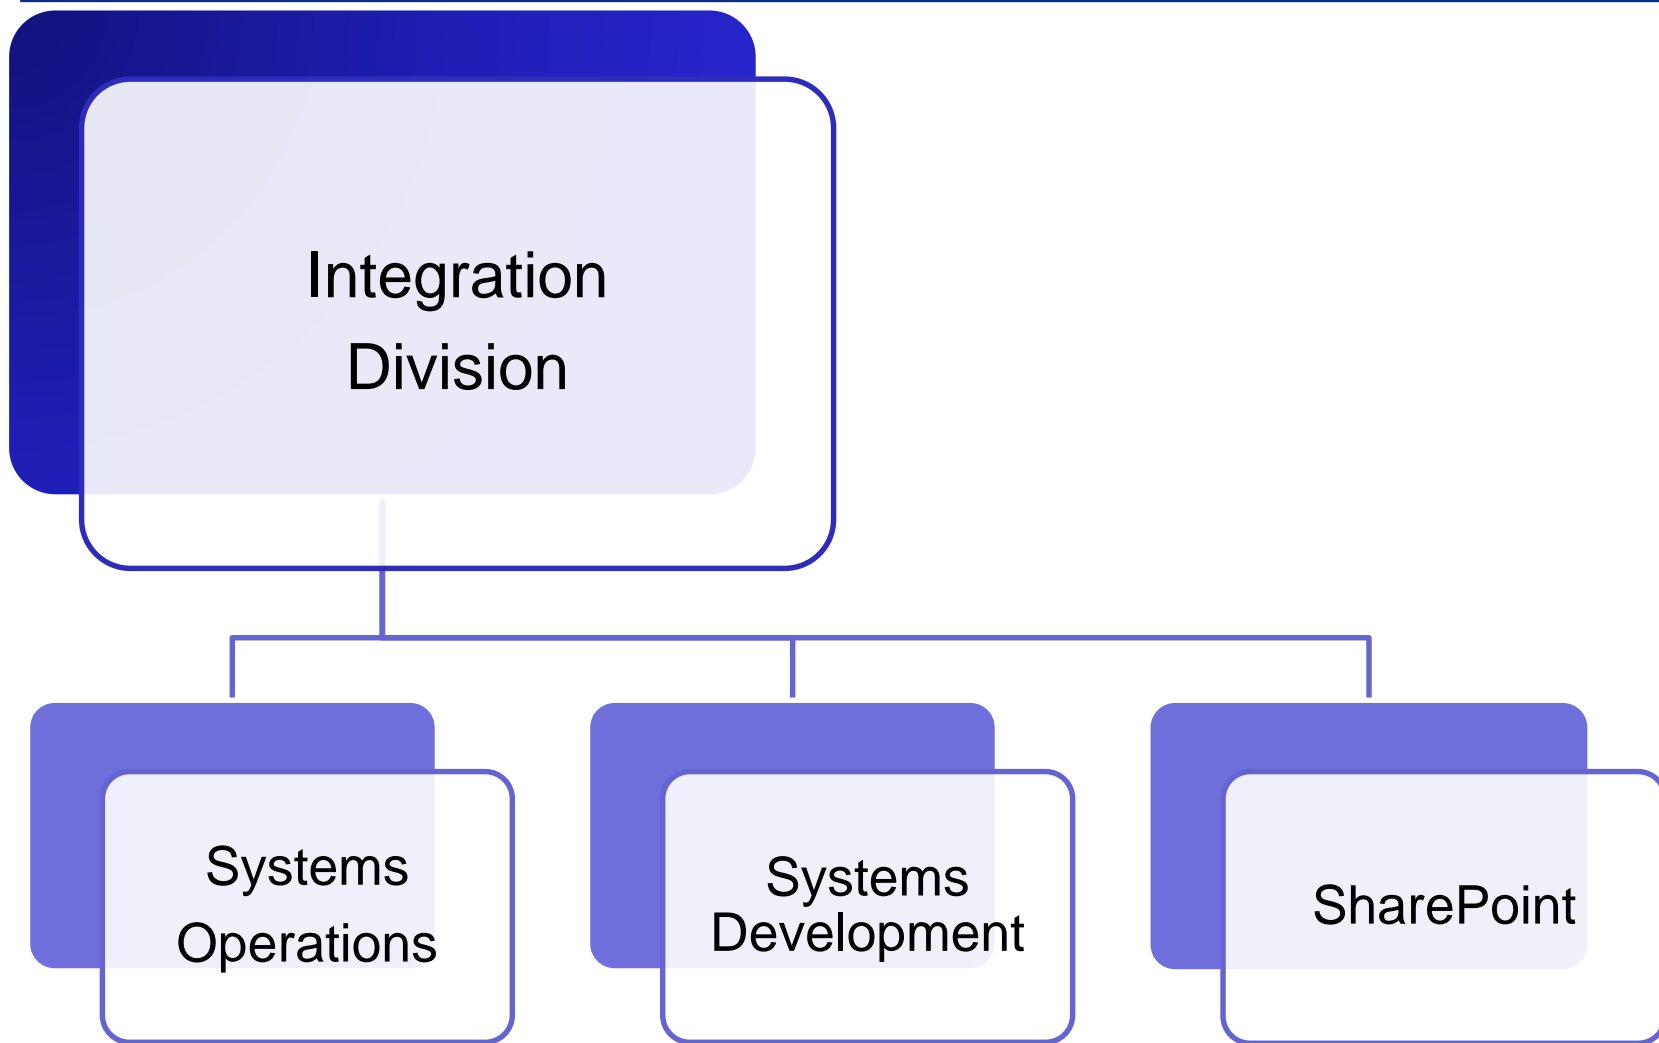 Integration
Division
Systems
Operations
Systems
Development
SharePoint